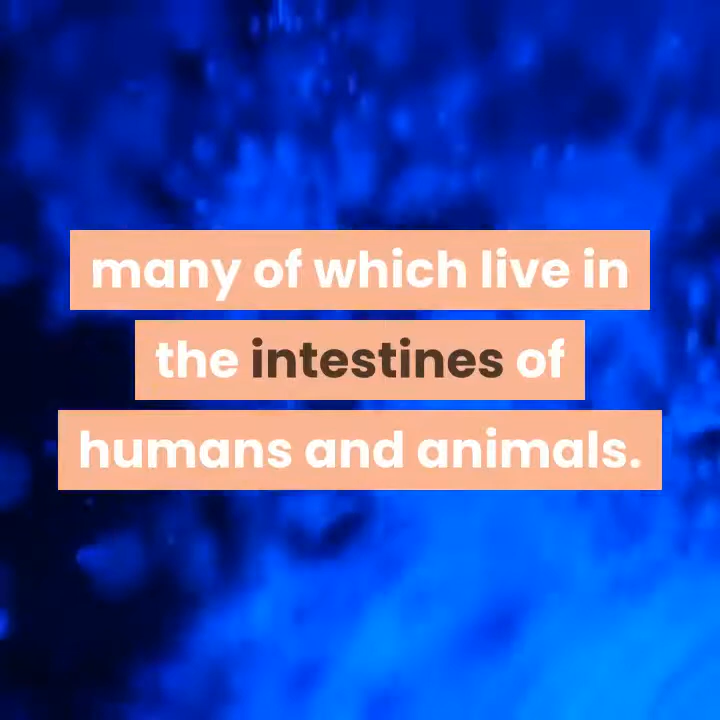 many of which live in
the intestines of
humans and animals.